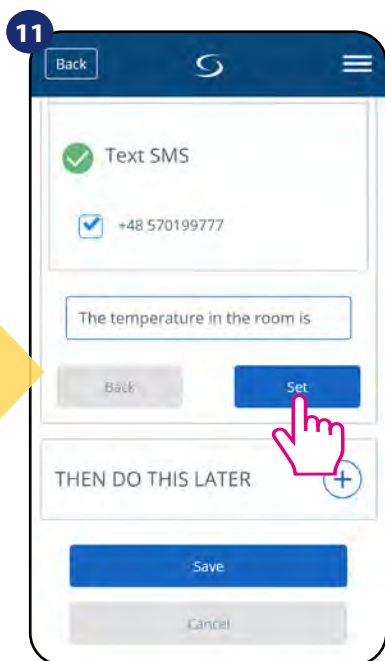 11
Back
Text SMS
+48 570199777
The temperature in the room is
Back
Set
THEN DO THIS LATER
Save
Cancel